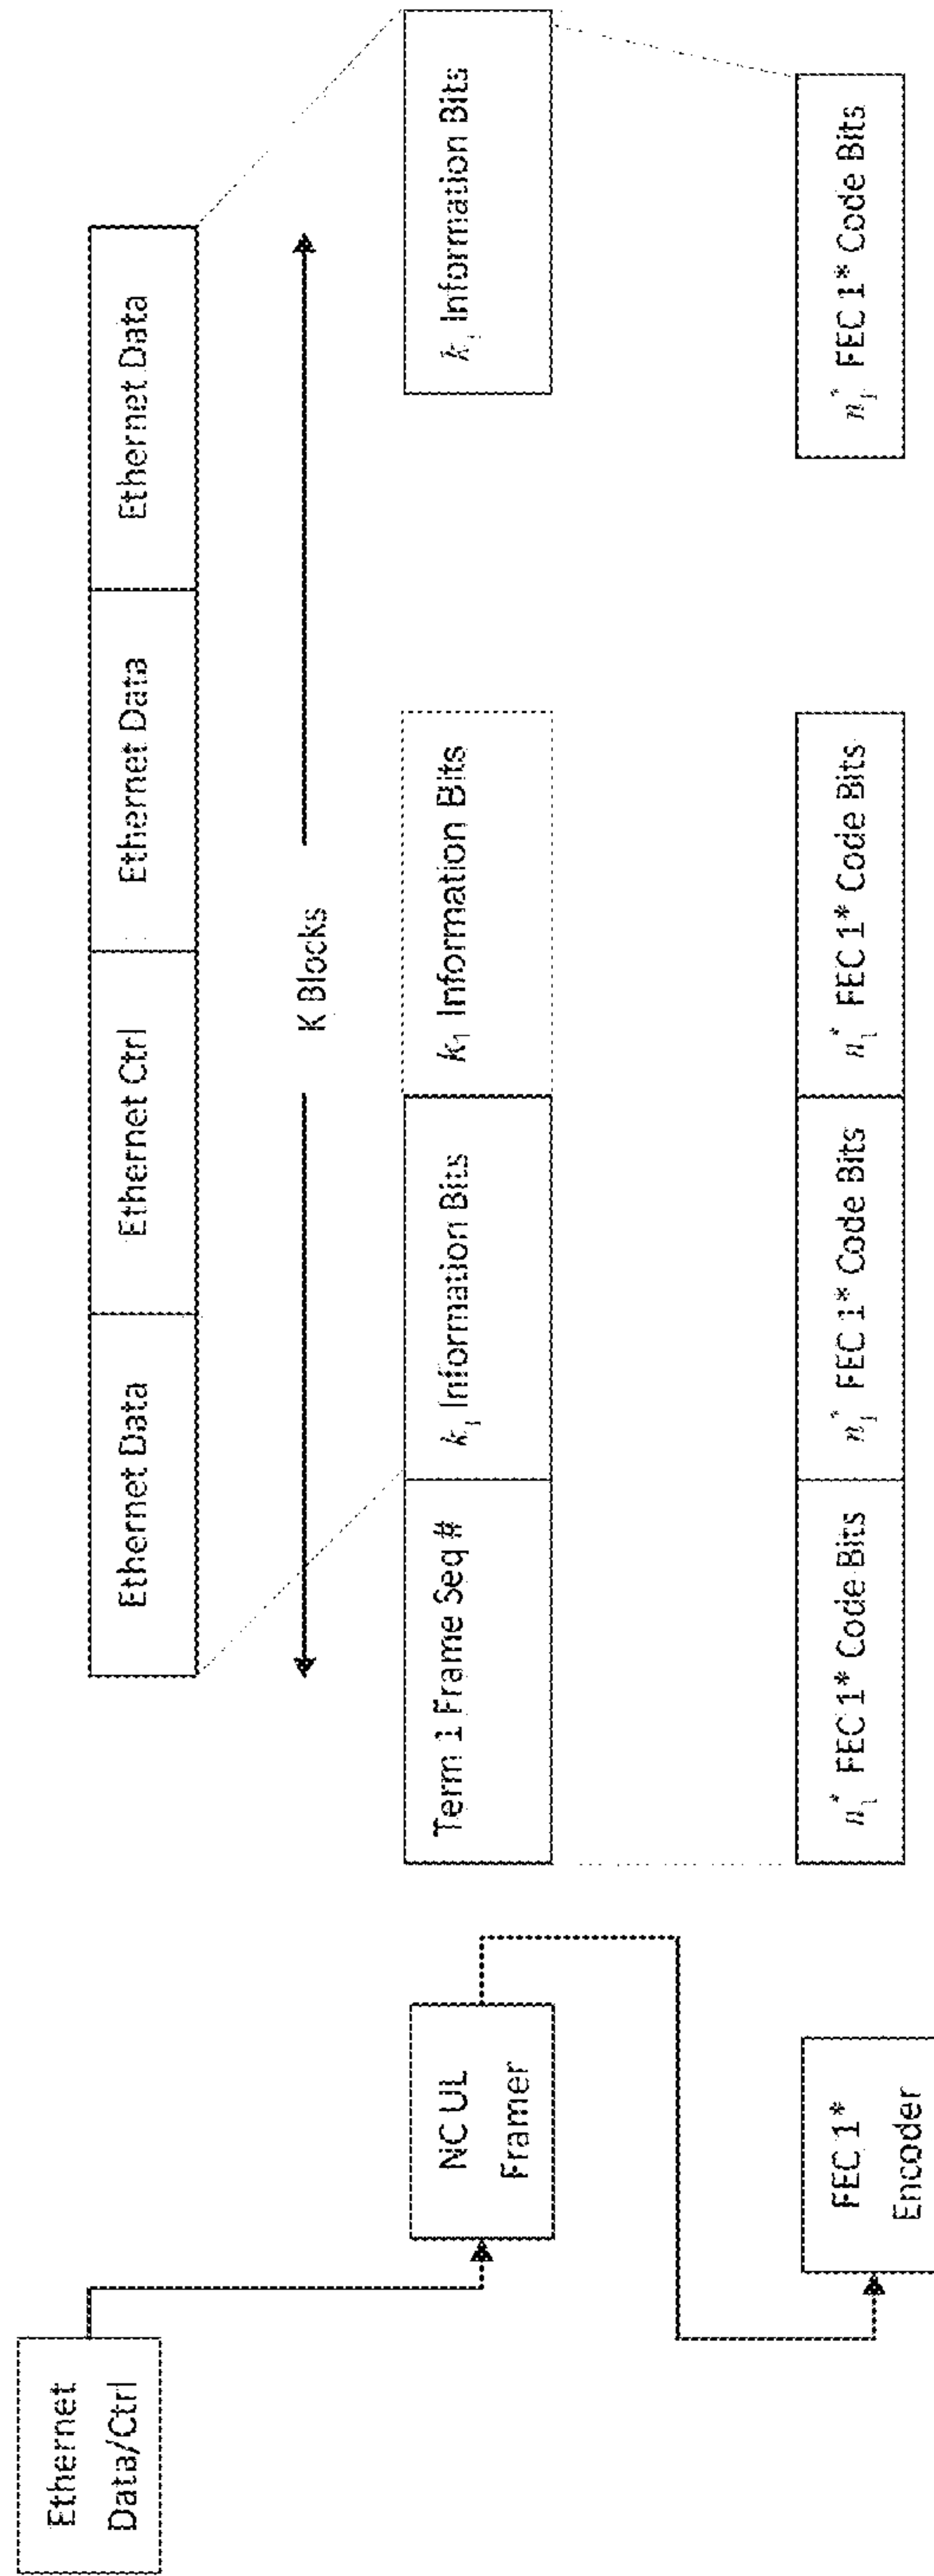 Ethernet
Data/Ctrl
Ethernet Data
Ethernet Ctrl
Ethernet Data
Ethernet Data
K Blocks
NC UL
Framer
Term 1 Frame Seq #
k₁ Information Bits
k₁ Information Bits
k₁ Information Bits
FEC 1*
Encoder
n₁* FEC 1* Code Bits
n₁* FEC 1* Code Bits
n₁* FEC 1* Code Bits
n₁* FEC 1* Code Bits